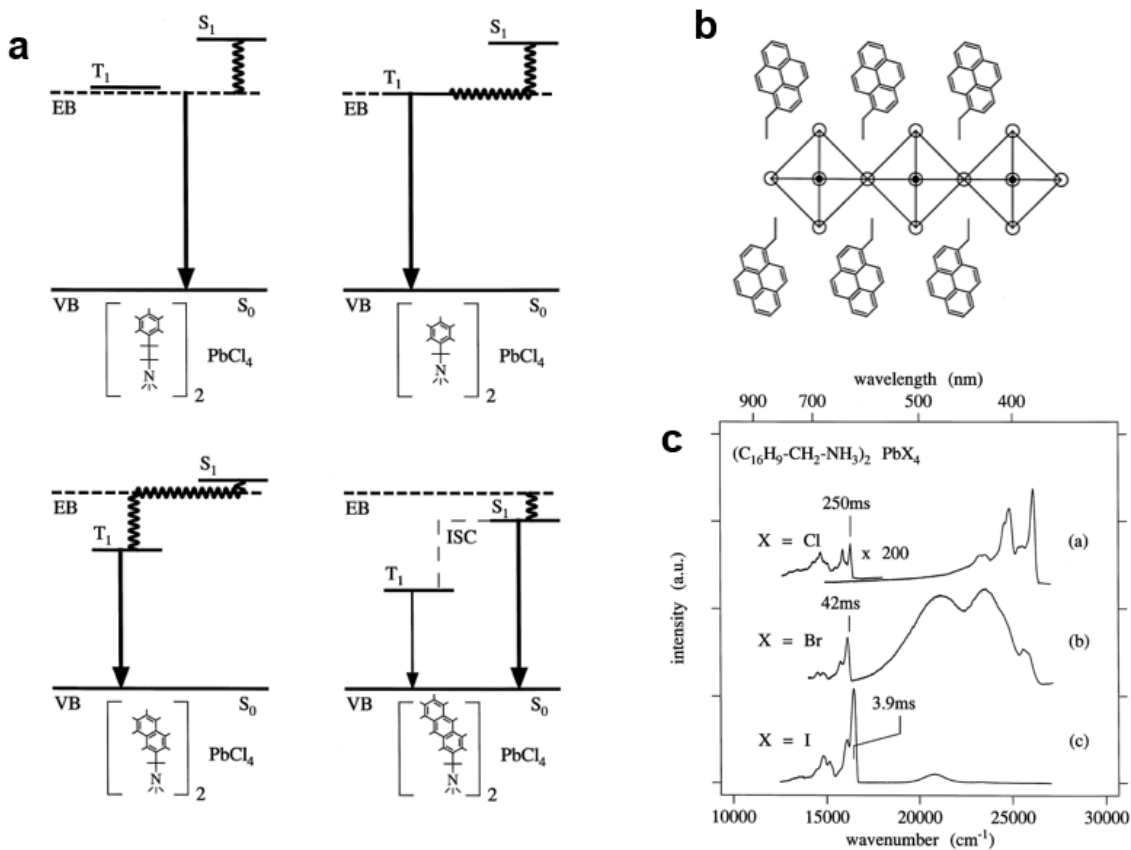 a
S1
T1
EB
VB
S0
N
2
PbCl4
S1
T1
EB
VB
S0
N
2
PbCl4
S1
EB
T1
VB
S0
N
2
PbCl4
EB
S1
ISC
T1
VB
S0
N
2
PbCl4
b
c
wavelength (nm)
900 700 500 400
(C16H9-CH2-NH3)2 PbX4
250ms
X = Cl x 200 (a)
42ms
X = Br (b)
3.9ms
X = I (c)
intensity (a.u.)
10000 15000 20000 25000 30000
wavenumber (cm-1)